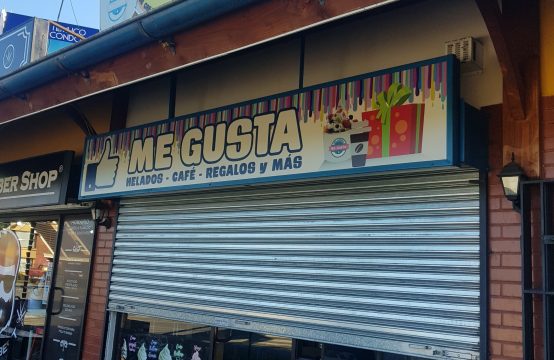 ME GUSTA
HELADOS - CAFÉ - REGALOS y MÁS
BER SHOP